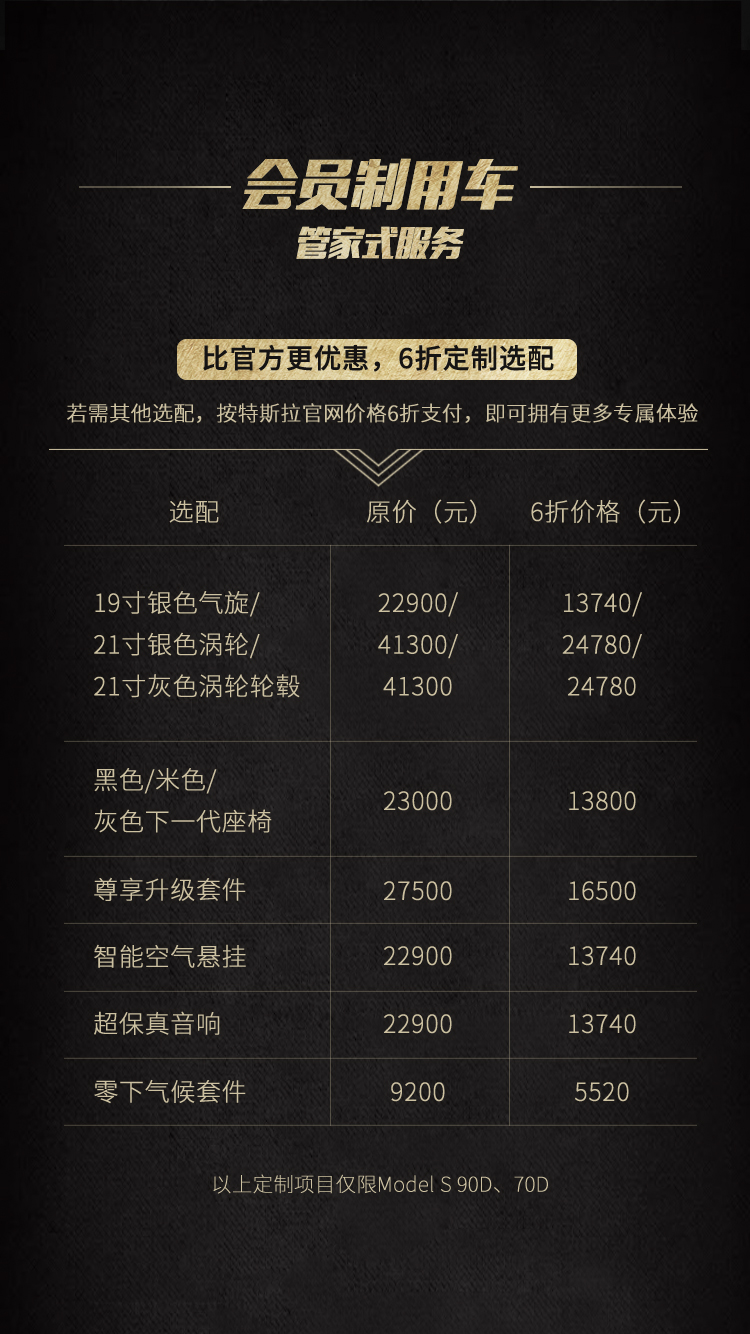 会员制用车
管家式服务
比官方更优惠，6折定制选配
若需其他选配，按特斯拉官网价格6折支付，即可拥有更多专属体验
选配 原价（元） 6折价格（元）
19寸银色气旋/ 22900/ 13740/
21寸银色涡轮/ 41300/ 24780/
21寸灰色涡轮轮毂 41300 24780
黑色/米色/
灰色下一代座椅 23000 13800
尊享升级套件 27500 16500
智能空气悬挂 22900 13740
超保真音响 22900 13740
零下气候套件 9200 5520
以上定制项目仅限Model S 90D、70D